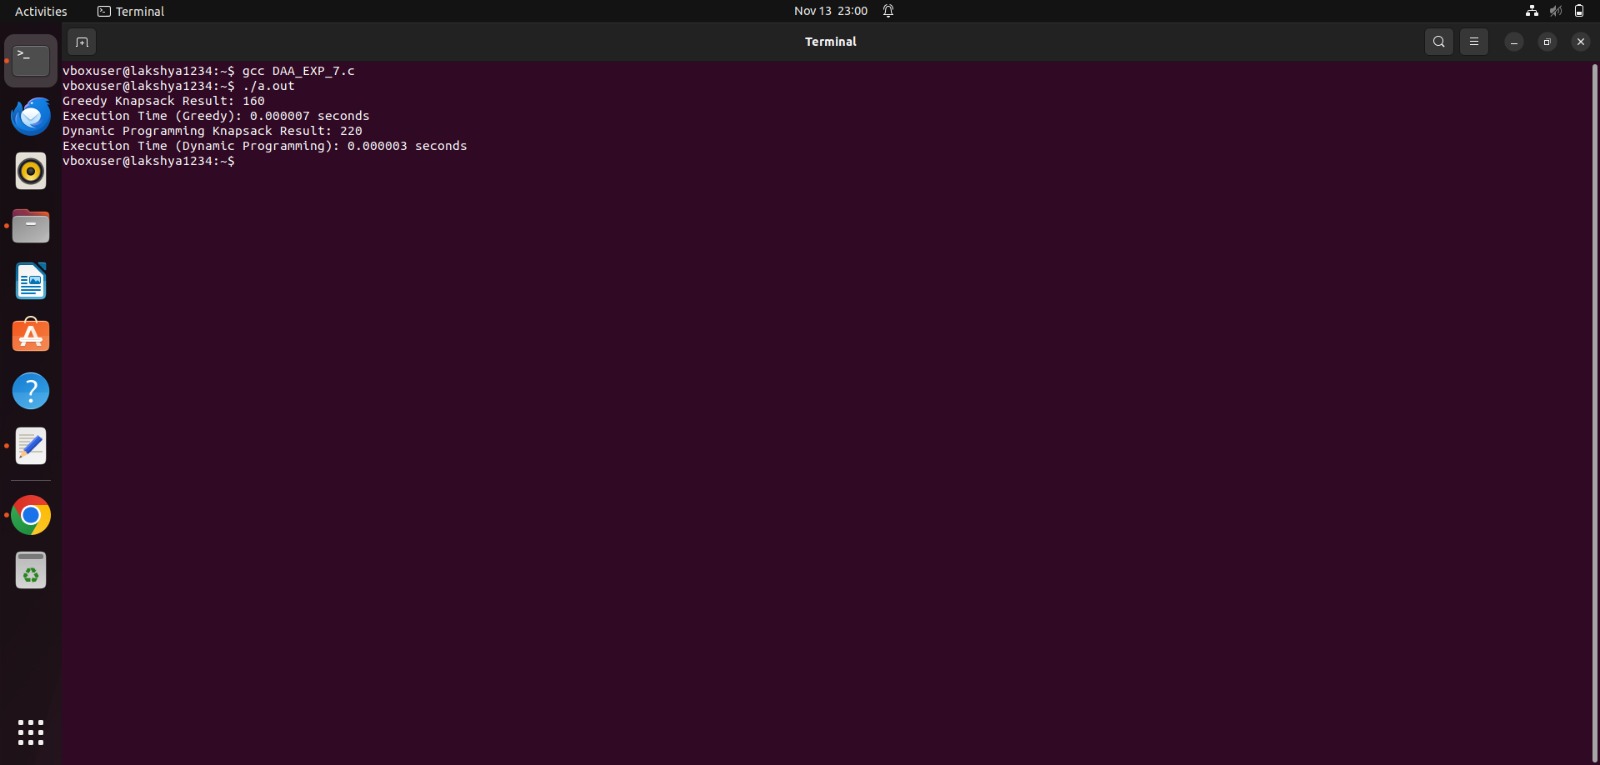 Activities
Terminal
Nov 13 23:00
Terminal
vboxuser@lakshya1234:~$ gcc DAA_EXP_7.c
vboxuser@lakshya1234:~$ ./a.out
Greedy Knapsack Result: 160
Execution Time (Greedy): 0.000007 seconds
Dynamic Programming Knapsack Result: 220
Execution Time (Dynamic Programming): 0.000003 seconds
vboxuser@lakshya1234:~$